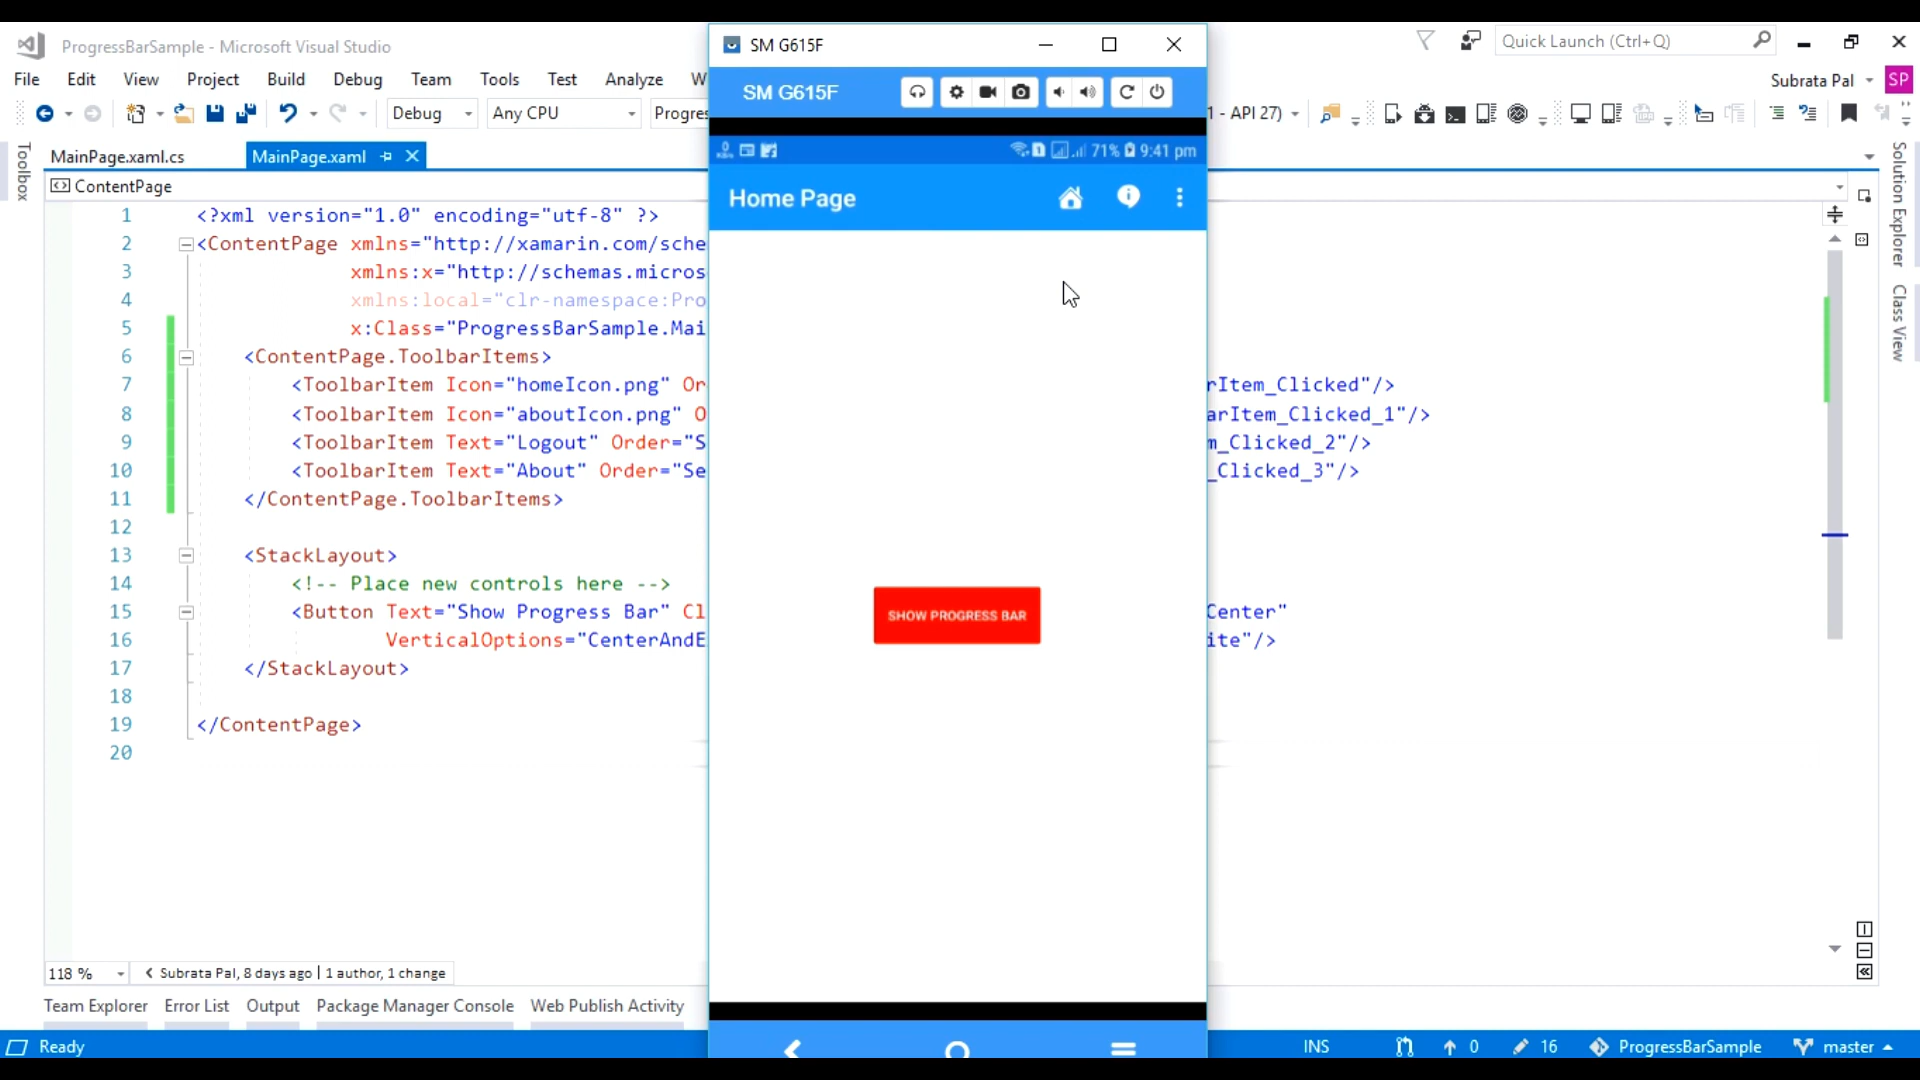 ProgressBarSample - Microsoft Visual Studio
Quick Launch (Ctrl+Q)
File Edit View Project Build Debug Team Tools Test Analyze W
Subrata Pal SP
Debug Any CPU Progres
1 - API 27)
MainPage.xaml.cs MainPage.xaml
ContentPage
Toolbox
Solution Explorer
Class View
1 <?xml version="1.0" encoding="utf-8" ?>
2 <ContentPage xmlns="http://xamarin.com/sche
3 xmlns:x="http://schemas.micros
4 xmlns:local="clr-namespace:Pro
5 x:Class="ProgressBarSample.Mai
6 <ContentPage.ToolbarItems>
7 <ToolbarItem Icon="homeIcon.png" Or rItem_Clicked"/>
8 <ToolbarItem Icon="aboutIcon.png" O arItem_Clicked_1"/>
9 <ToolbarItem Text="Logout" Order="S m_Clicked_2"/>
10 <ToolbarItem Text="About" Order="Se _Clicked_3"/>
11 </ContentPage.ToolbarItems>
12
13 <StackLayout>
14 <!-- Place new controls here -->
15 <Button Text="Show Progress Bar" Cl Center"
16 VerticalOptions="CenterAndE ite"/>
17 </StackLayout>
18
19 </ContentPage>
20
SM G615F
SM G615F
71% 9:41 pm
Home Page
SHOW PROGRESS BAR
118 % Subrata Pal, 8 days ago | 1 author, 1 change
Team Explorer Error List Output Package Manager Console Web Publish Activity
Ready INS 0 16 ProgressBarSample master